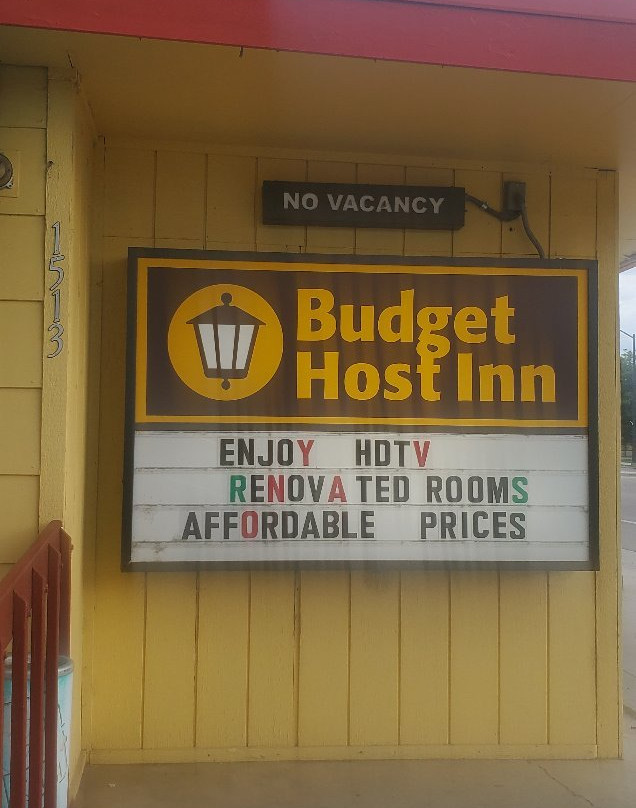 NO VACANCY
1513
Budget
Host Inn
ENJOY HDTV
RENOVATED ROOMS
AFFORDABLE PRICES